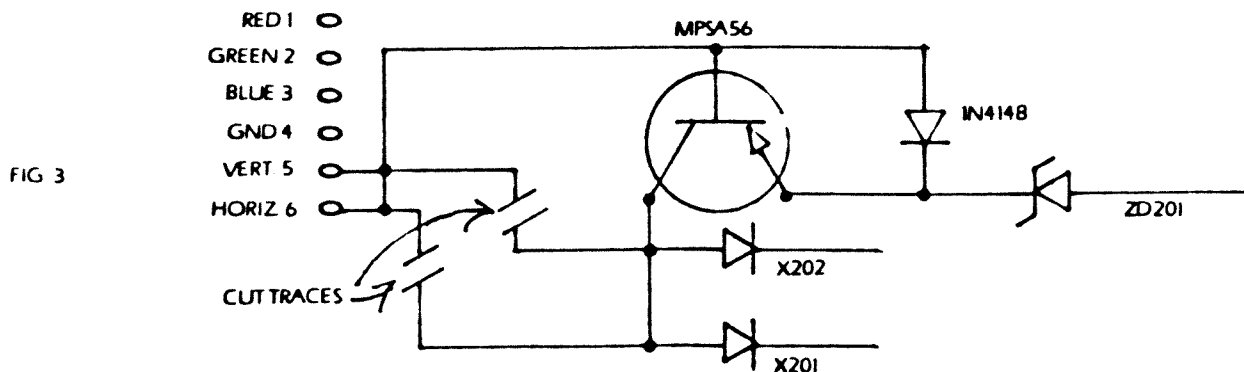 RED 1
GREEN 2
BLUE 3
GND 4
VERT. 5
HORIZ 6
FIG 3
CUT TRACES
MPSA56
1N4148
ZD201
X202
X201